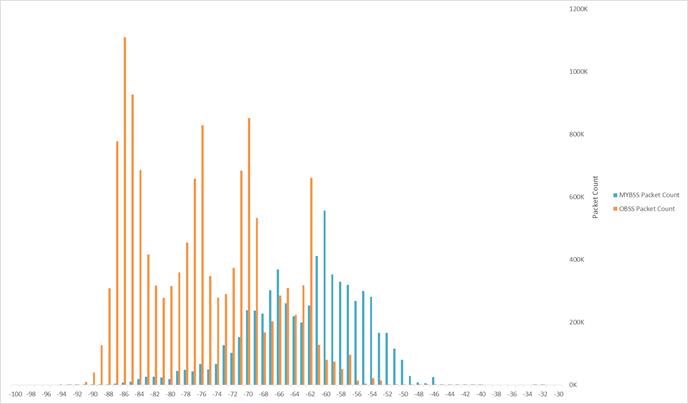 1200K
1000K
800K
600K
400K
200K
0K
Packet Count
MYBSS Packet Count
OBSS Packet Count
-100 -98 -96 -94 -92 -90 -88 -86 -84 -82 -80 -78 -76 -74 -72 -70 -68 -66 -64 -62 -60 -58 -56 -54 -52 -50 -48 -46 -44 -42 -40 -38 -36 -34 -32 -30